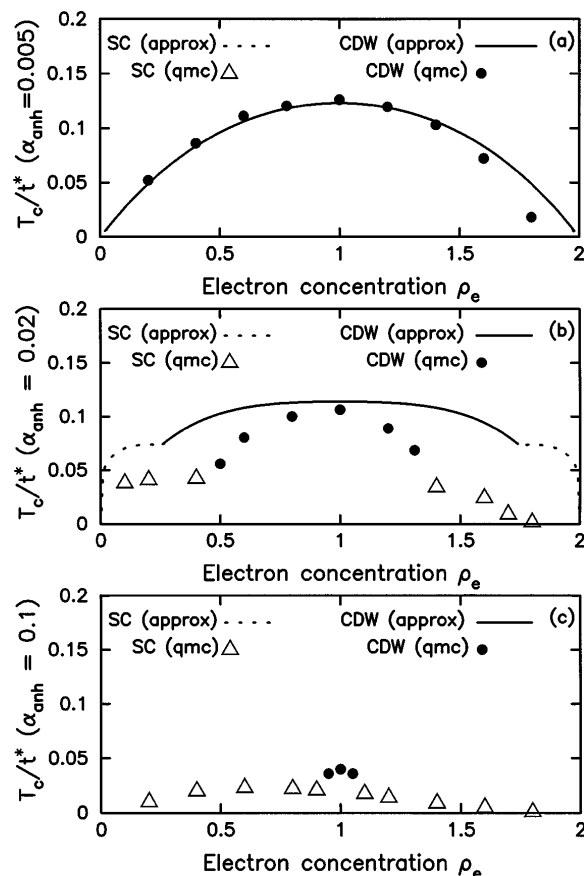 SC (approx) CDW (approx) (a)
SC (qmc) CDW (qmc)
T_c/t* (α_anh=0.005)
0.2
0.15
0.1
0.05
0
0 0.5 1 1.5 2
Electron concentration ρ_e
SC (approx) CDW (approx) (b)
SC (qmc) CDW (qmc)
T_c/t* (α_anh = 0.02)
0.2
0.15
0.1
0.05
0
0 0.5 1 1.5 2
Electron concentration ρ_e
SC (approx) CDW (approx) (c)
SC (qmc) CDW (qmc)
T_c/t* (α_anh = 0.1)
0.2
0.15
0.1
0.05
0
0 0.5 1 1.5 2
Electron concentration ρ_e